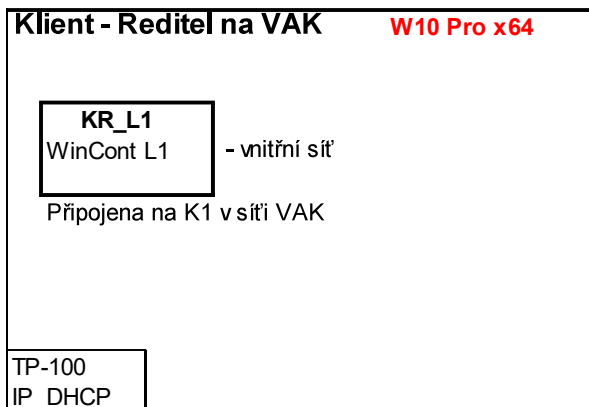 Klient - Reditel na VAK W10 Pro x64
KR_L1
WinCont L1 - vnitřní síť
Připojena na K1 v síťi VAK
TP-100
IP DHCP